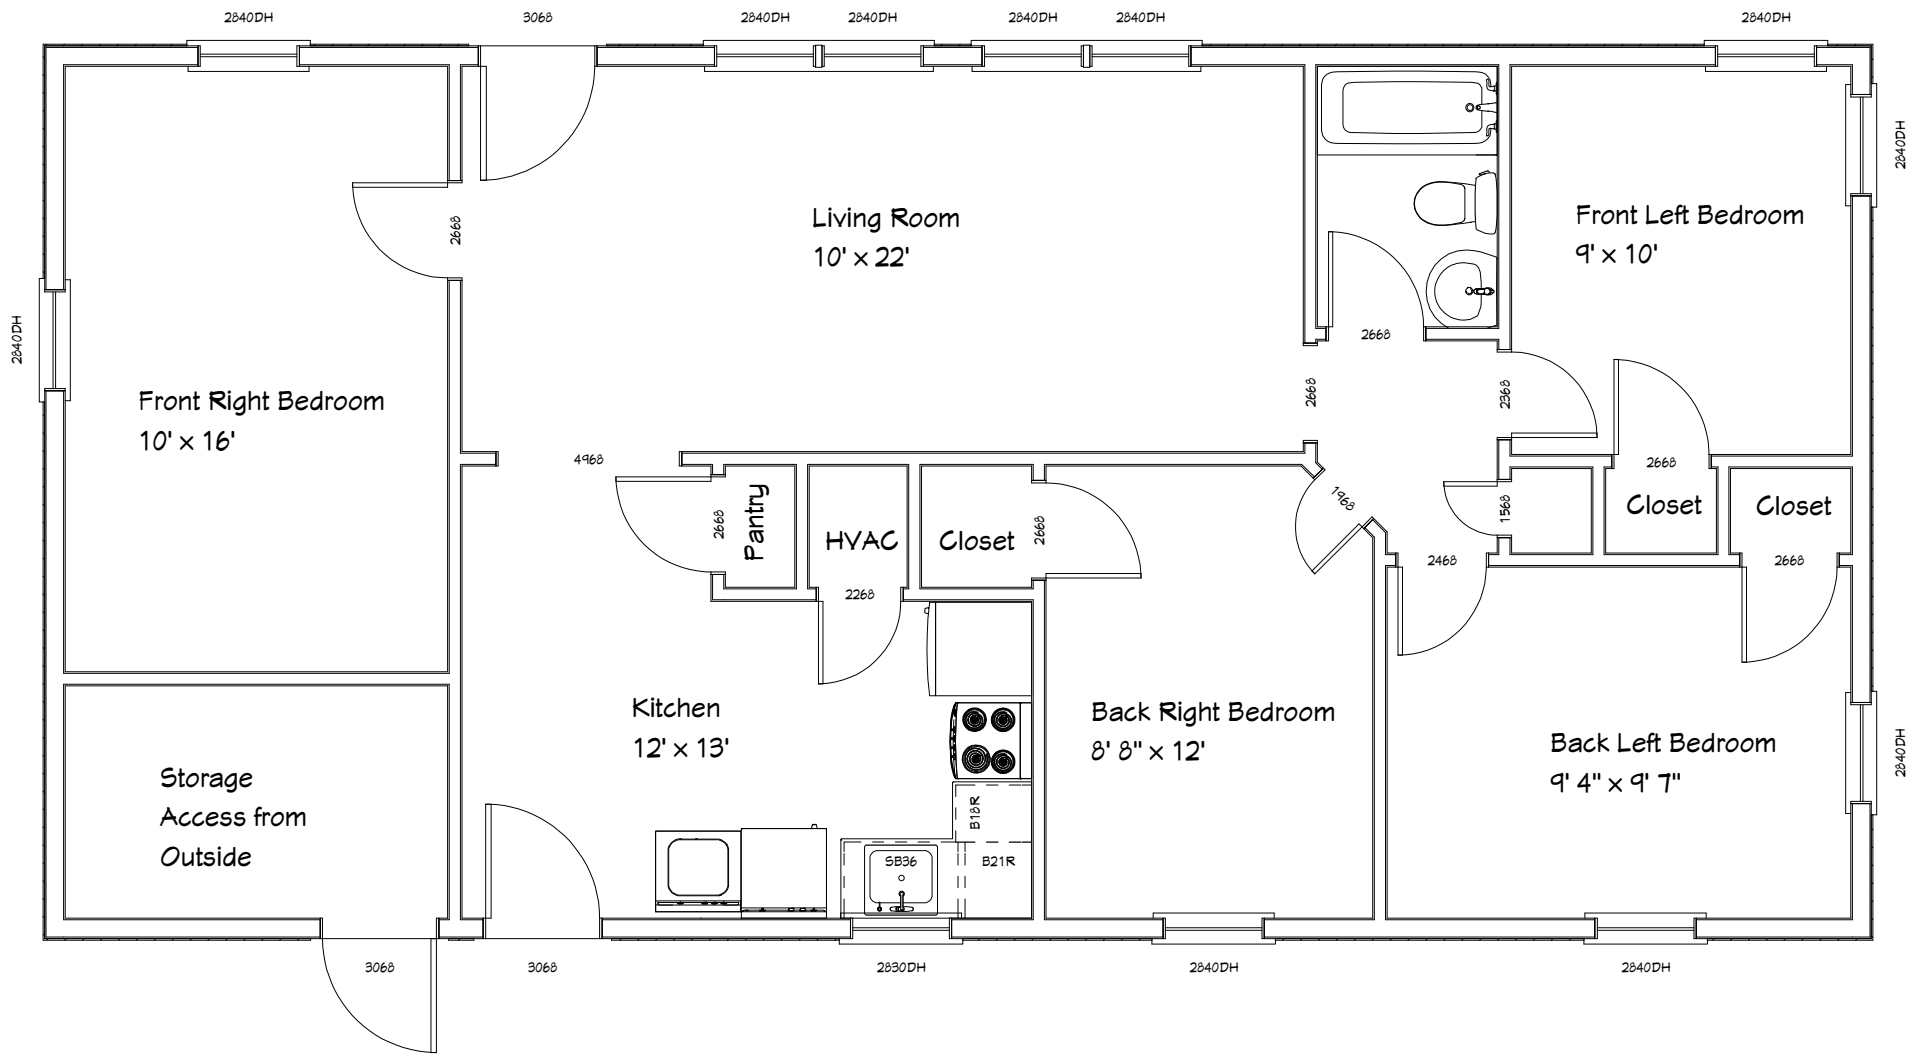 2840DH
3068
2840DH
2840DH
2840DH
2840DH
2840DH
2840DH
Living Room
10' x 22'
Front Left Bedroom
9' x 10'
2668
2668
2840DH
Front Right Bedroom
10' x 16'
2668
2368
4968
2668
Pantry
2668
HVAC
2268
Closet
2668
1968
1568
2468
Closet
Closet
2668
Kitchen
12' x 13'
Back Right Bedroom
8' 8" x 12'
Back Left Bedroom
9' 4" x 9' 7"
2840DH
Storage
Access from
Outside
B18R
SB36
B21R
3068
3068
2830DH
2840DH
2840DH